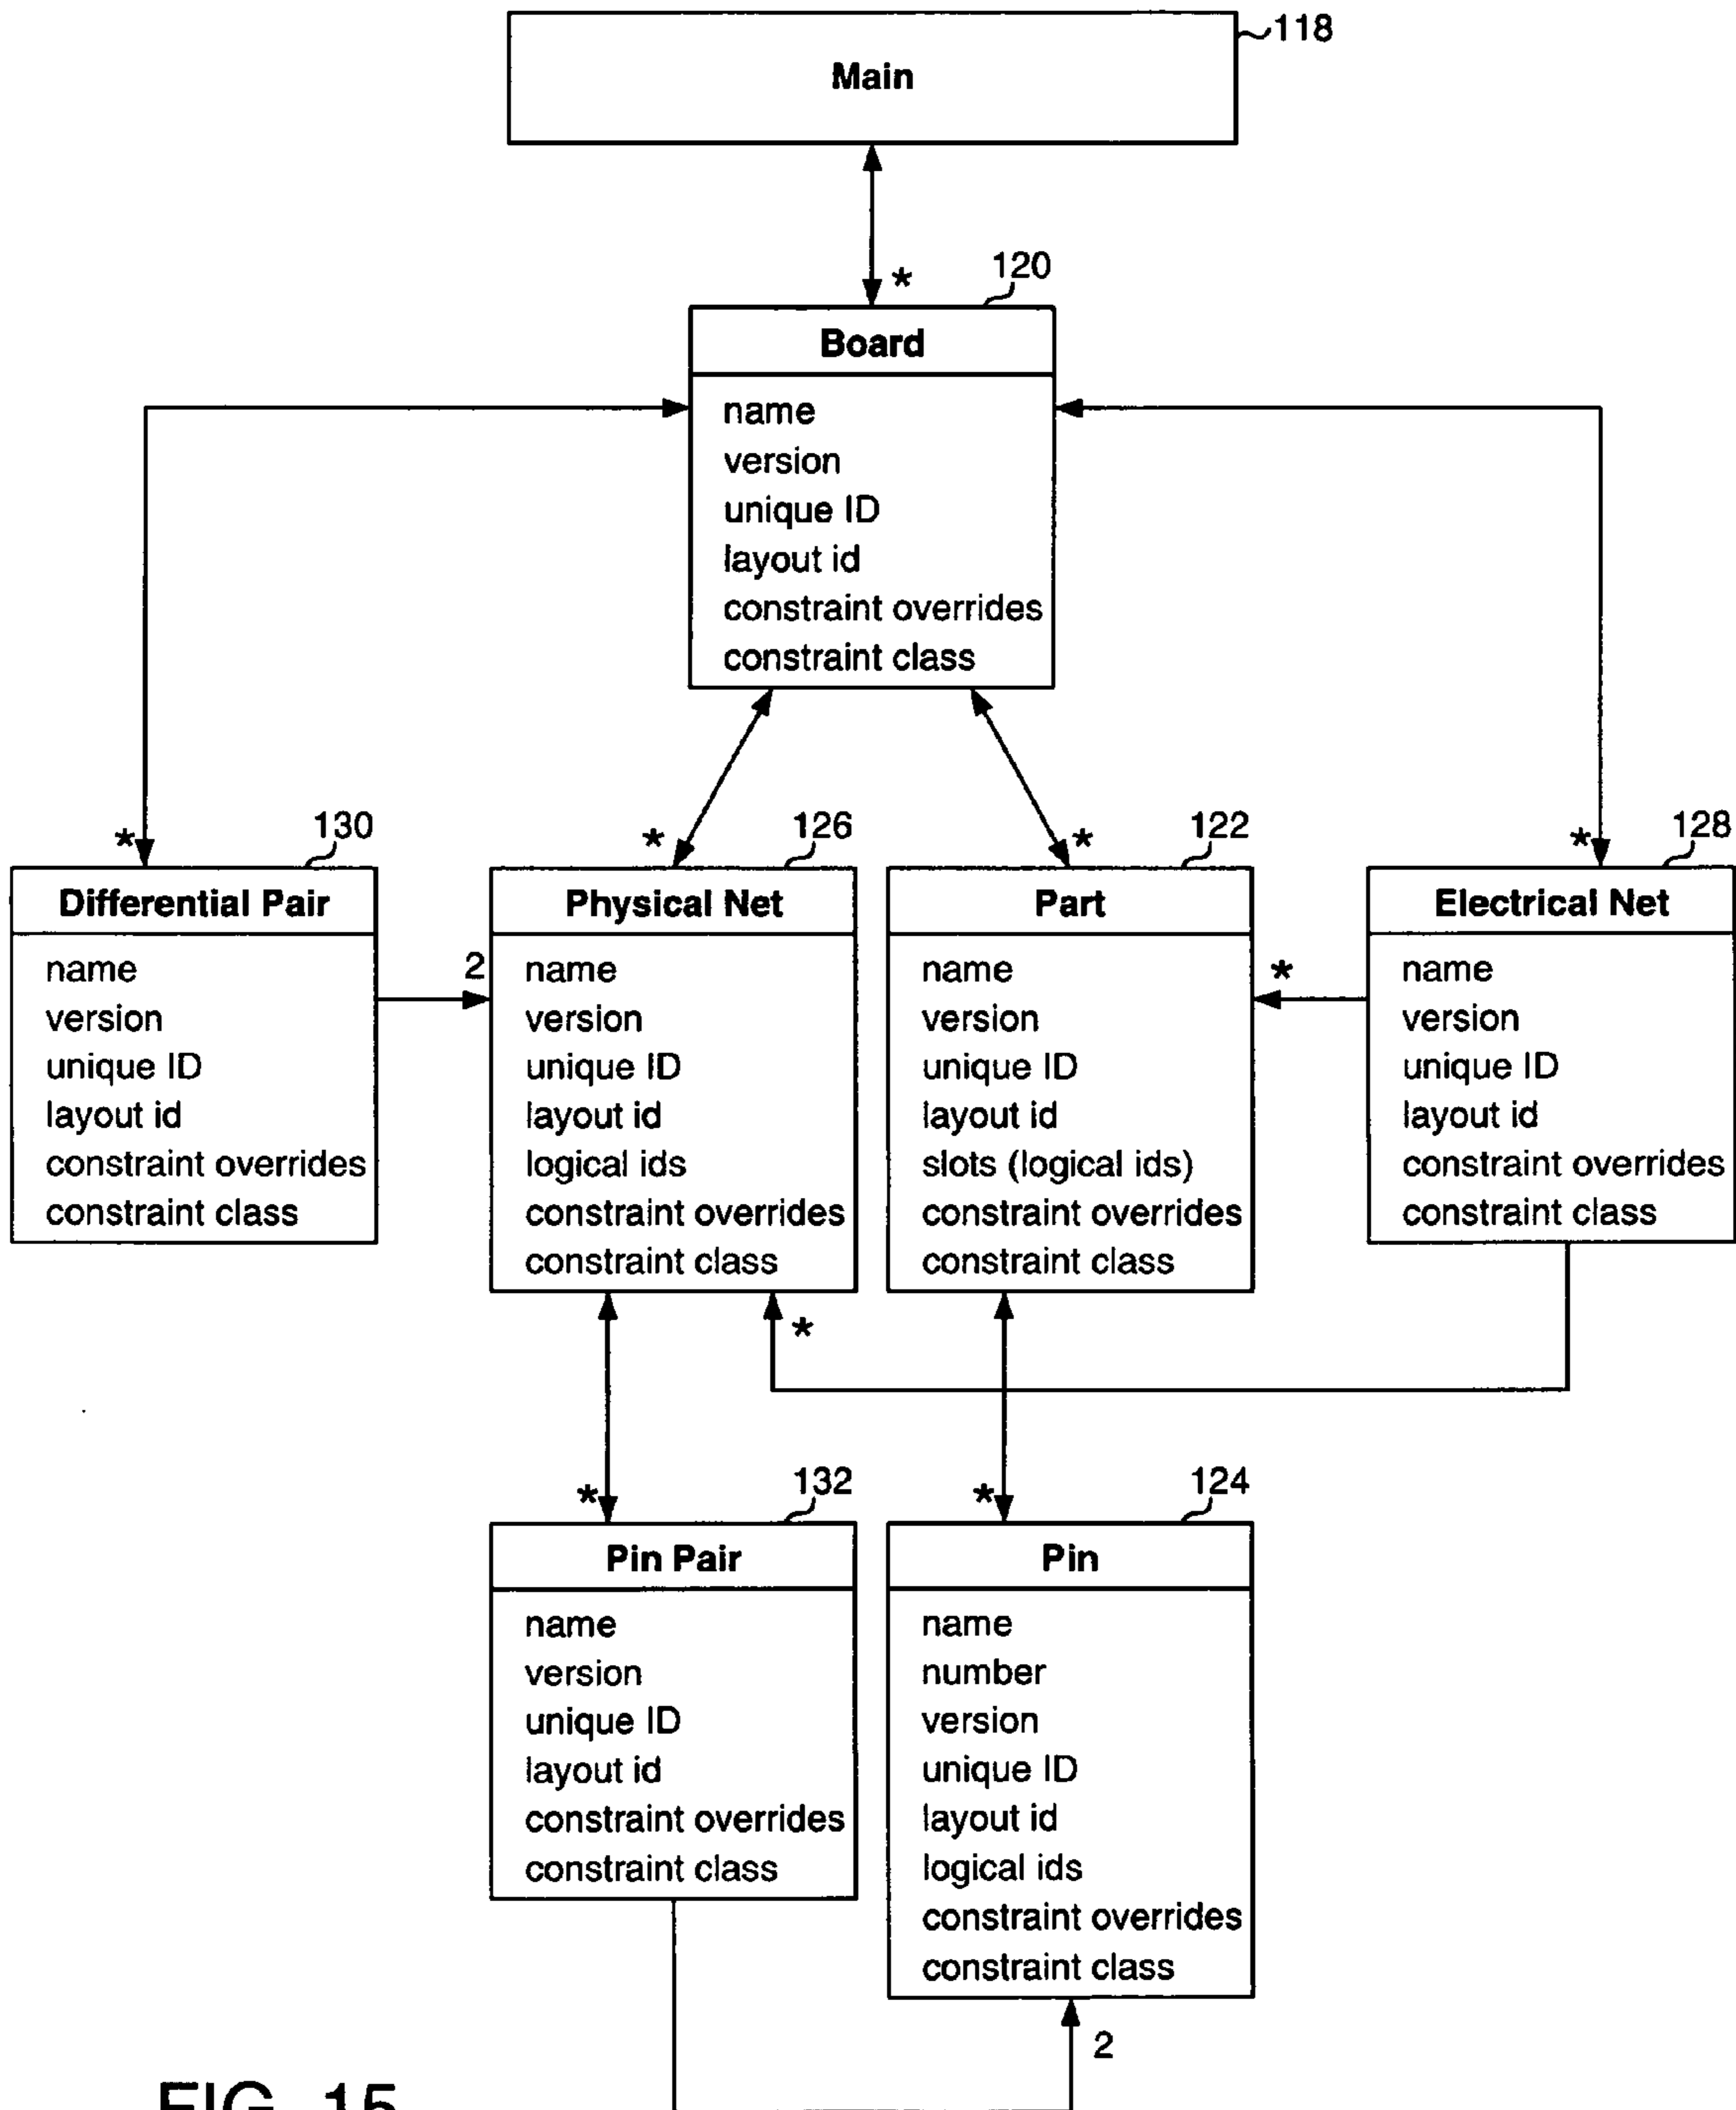 118
Main
*
120
Board
name
version
unique ID
layout id
constraint overrides
constraint class
*
130
Differential Pair
name
version
unique ID
layout id
constraint overrides
constraint class
2
*
126
Physical Net
name
version
unique ID
layout id
logical ids
constraint overrides
constraint class
*
*
122
Part
name
version
unique ID
layout id
slots (logical ids)
constraint overrides
constraint class
*
*
128
Electrical Net
name
version
unique ID
layout id
constraint overrides
constraint class
*
132
Pin Pair
name
version
unique ID
layout id
constraint overrides
constraint class
*
124
Pin
name
number
version
unique ID
layout id
logical ids
constraint overrides
constraint class
2
FIG. 15